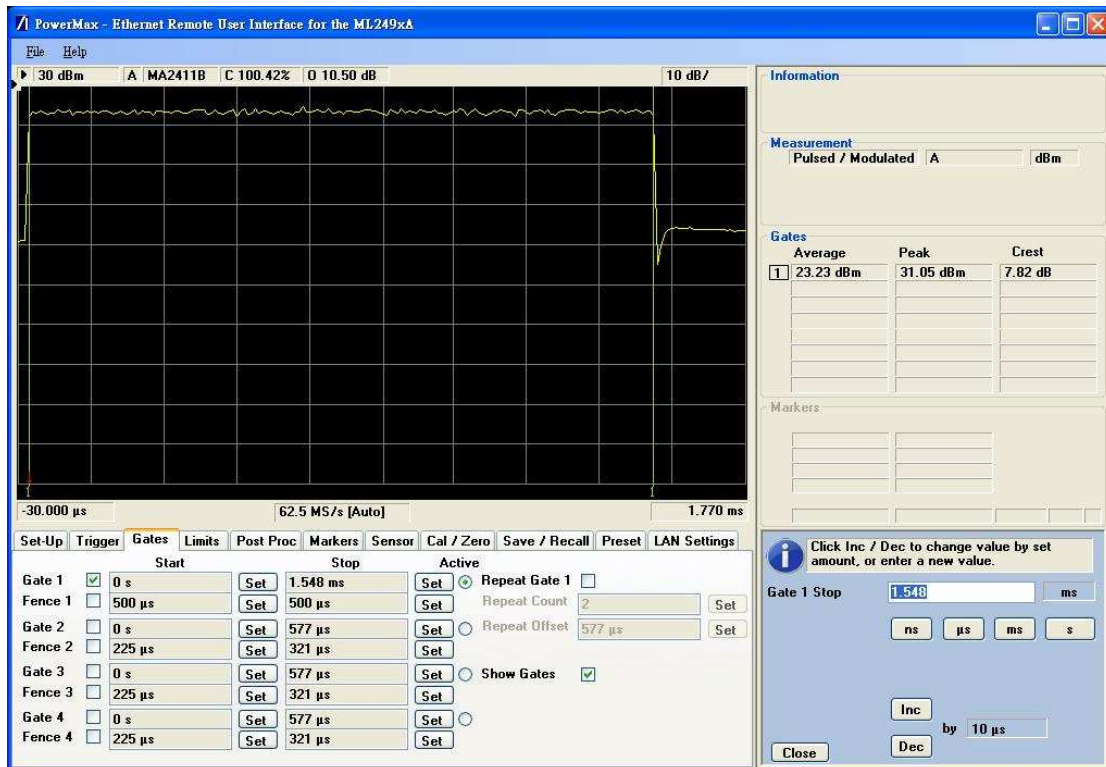 PowerMax - Ethernet Remote User Interface for the ML249xA
File Help
30 dBm A MA2411B C 100.42% O 10.50 dB 10 dB/
1 1
-30.000 µs 62.5 MS/s [Auto] 1.770 ms
Information
Measurement
Pulsed / Modulated A dBm
Gates
Average Peak Crest
1 23.23 dBm 31.05 dBm 7.82 dB
Markers
Set-Up Trigger Gates Limits Post Proc Markers Sensor Cal / Zero Save / Recall Preset LAN Settings
Start Stop Active
Gate 1 0 s Set 1.548 ms Set Repeat Gate 1
Fence 1 500 µs Set 500 µs Set Repeat Count 2 Set
Gate 2 0 s Set 577 µs Set Repeat Offset 577 µs Set
Fence 2 225 µs Set 321 µs Set
Gate 3 0 s Set 577 µs Set Show Gates
Fence 3 225 µs Set 321 µs Set
Gate 4 0 s Set 577 µs Set
Fence 4 225 µs Set 321 µs Set
Click Inc / Dec to change value by set
amount, or enter a new value.
Gate 1 Stop 1.548 ms
ns µs ms s
Inc
by 10 µs
Dec
Close